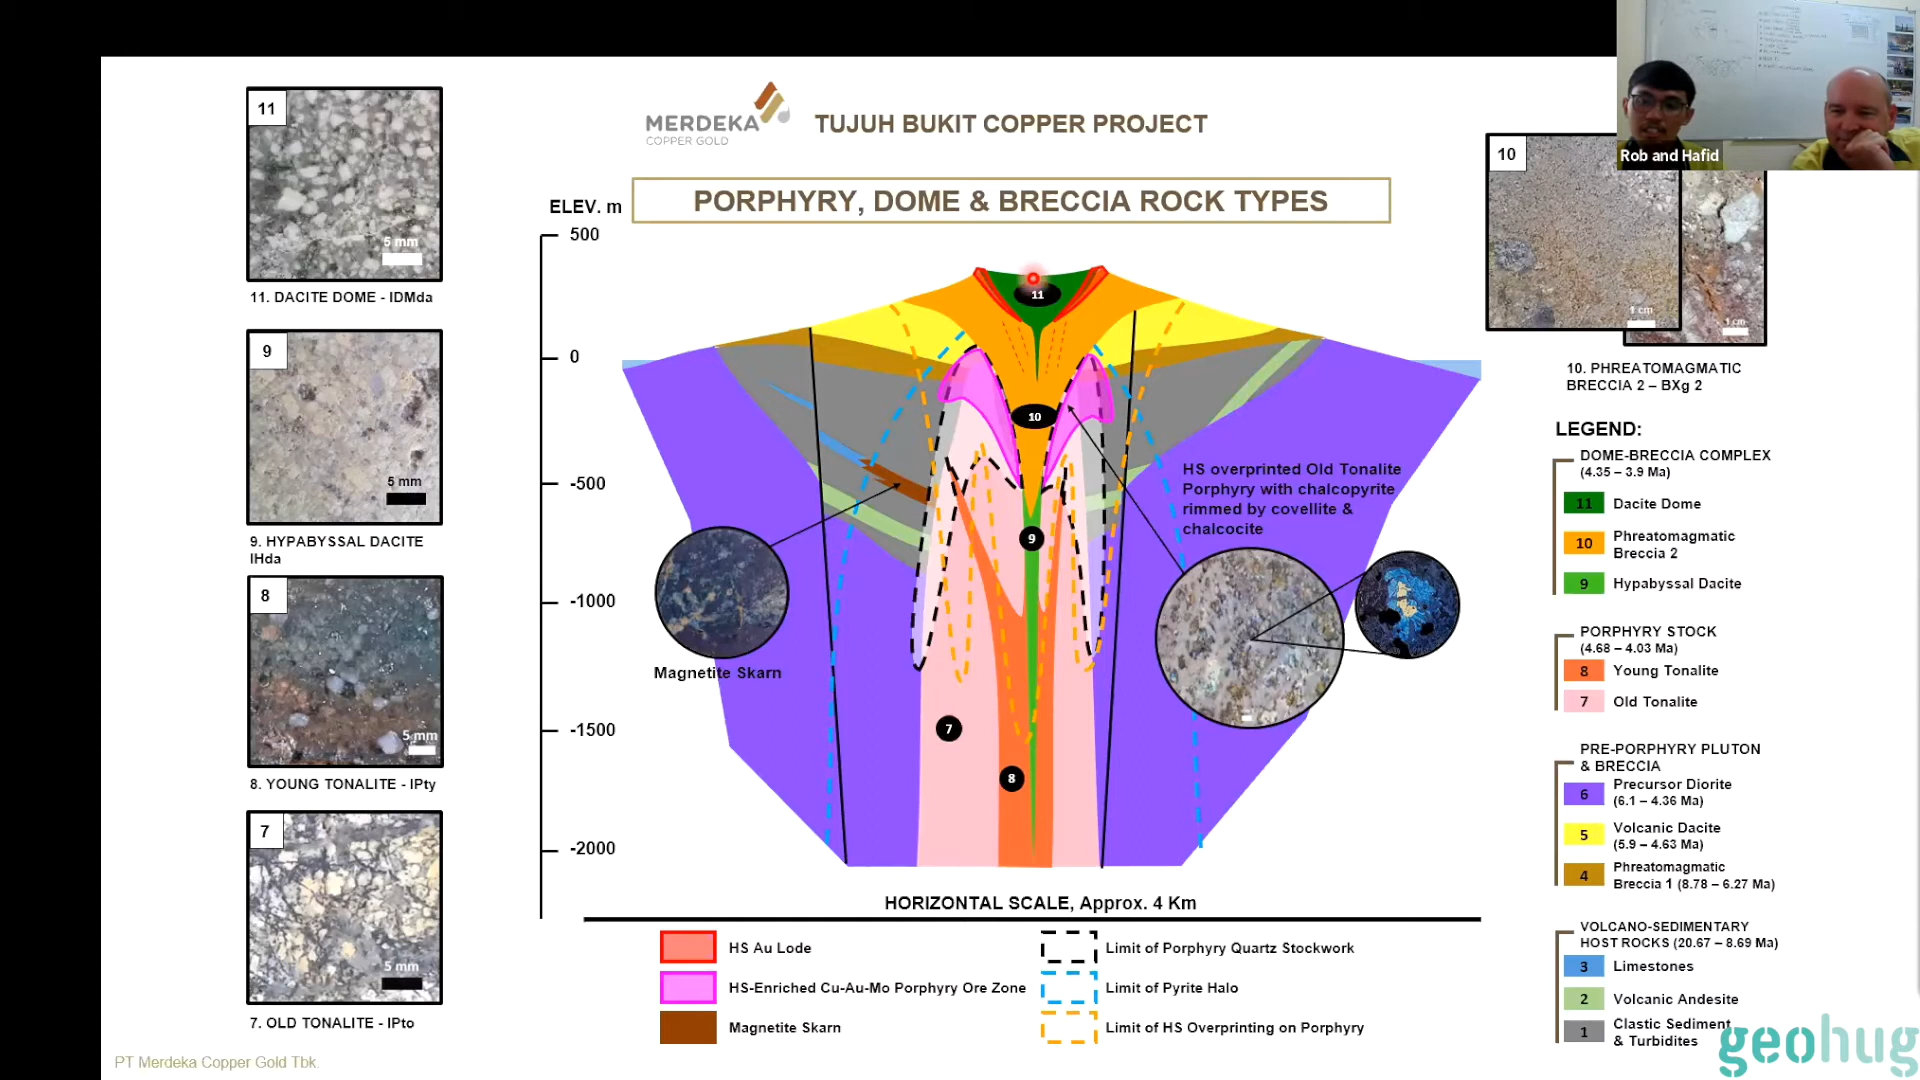 11
5 mm
11. DACITE DOME - IDMda
9
5 mm
9. HYPABYSSAL DACITE
IHda
8
5 mm
8. YOUNG TONALITE - IPty
7
5 mm
7. OLD TONALITE - IPto
PT Merdeka Copper Gold Tbk.
MERDEKA
COPPER GOLD
TUJUH BUKIT COPPER PROJECT
PORPHYRY, DOME & BRECCIA ROCK TYPES
ELEV. m
500
0
-500
-1000
-1500
-2000
11
10
9
7
8
HS overprinted Old Tonalite
Porphyry with chalcopyrite
rimmed by covellite &
chalcocite
Magnetite Skarn
HORIZONTAL SCALE, Approx. 4 Km
HS Au Lode
HS-Enriched Cu-Au-Mo Porphyry Ore Zone
Magnetite Skarn
Limit of Porphyry Quartz Stockwork
Limit of Pyrite Halo
Limit of HS Overprinting on Porphyry
Rob and Hafid
10
1 cm
1 cm
10. PHREATOMAGMATIC
BRECCIA 2 – BXg 2
LEGEND:
DOME-BRECCIA COMPLEX
(4.35 – 3.9 Ma)
11 Dacite Dome
10 Phreatomagmatic
Breccia 2
9 Hypabyssal Dacite
PORPHYRY STOCK
(4.68 – 4.03 Ma)
8 Young Tonalite
7 Old Tonalite
PRE-PORPHYRY PLUTON
& BRECCIA
6 Precursor Diorite
(6.1 – 4.36 Ma)
5 Volcanic Dacite
(5.9 – 4.63 Ma)
4 Phreatomagmatic
Breccia 1 (8.78 – 6.27 Ma)
VOLCANO-SEDIMENTARY
HOST ROCKS (20.67 – 8.69 Ma)
3 Limestones
2 Volcanic Andesite
1 Clastic Sediment
& Turbidites
geohug